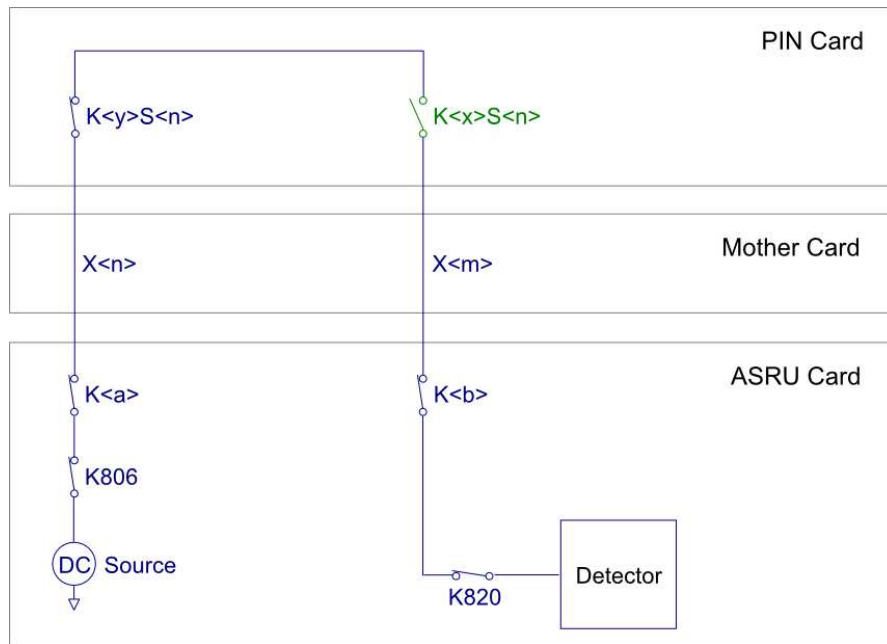 PIN Card
K<y>S<n>
K<x>S<n>
Mother Card
X<n>
X<m>
ASRU Card
K<a>
K<b>
K806
DC Source
Detector
K820